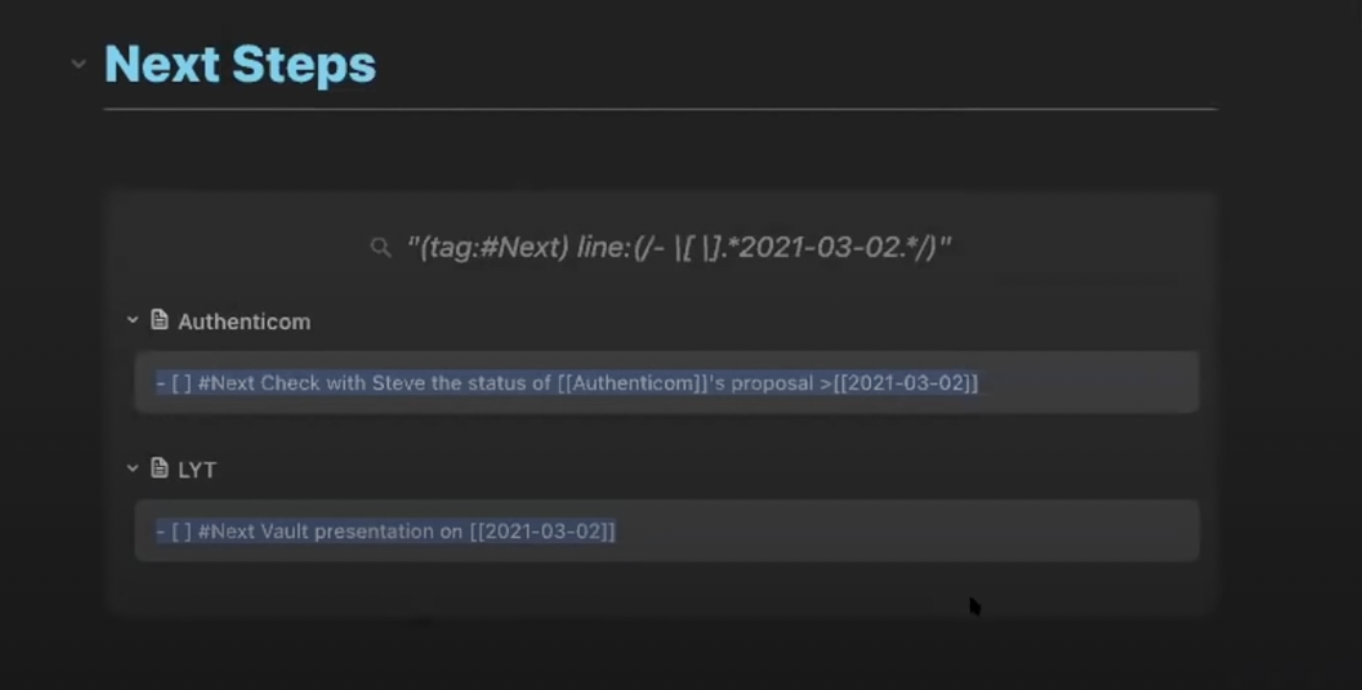 Next Steps
"(tag:#Next) line:(/- \[ \].*2021-03-02.*/)"
Authenticom
- [ ] #Next Check with Steve the status of [[Authenticom]]'s proposal >[[2021-03-02]]
LYT
- [ ] #Next Vault presentation on [[2021-03-02]]